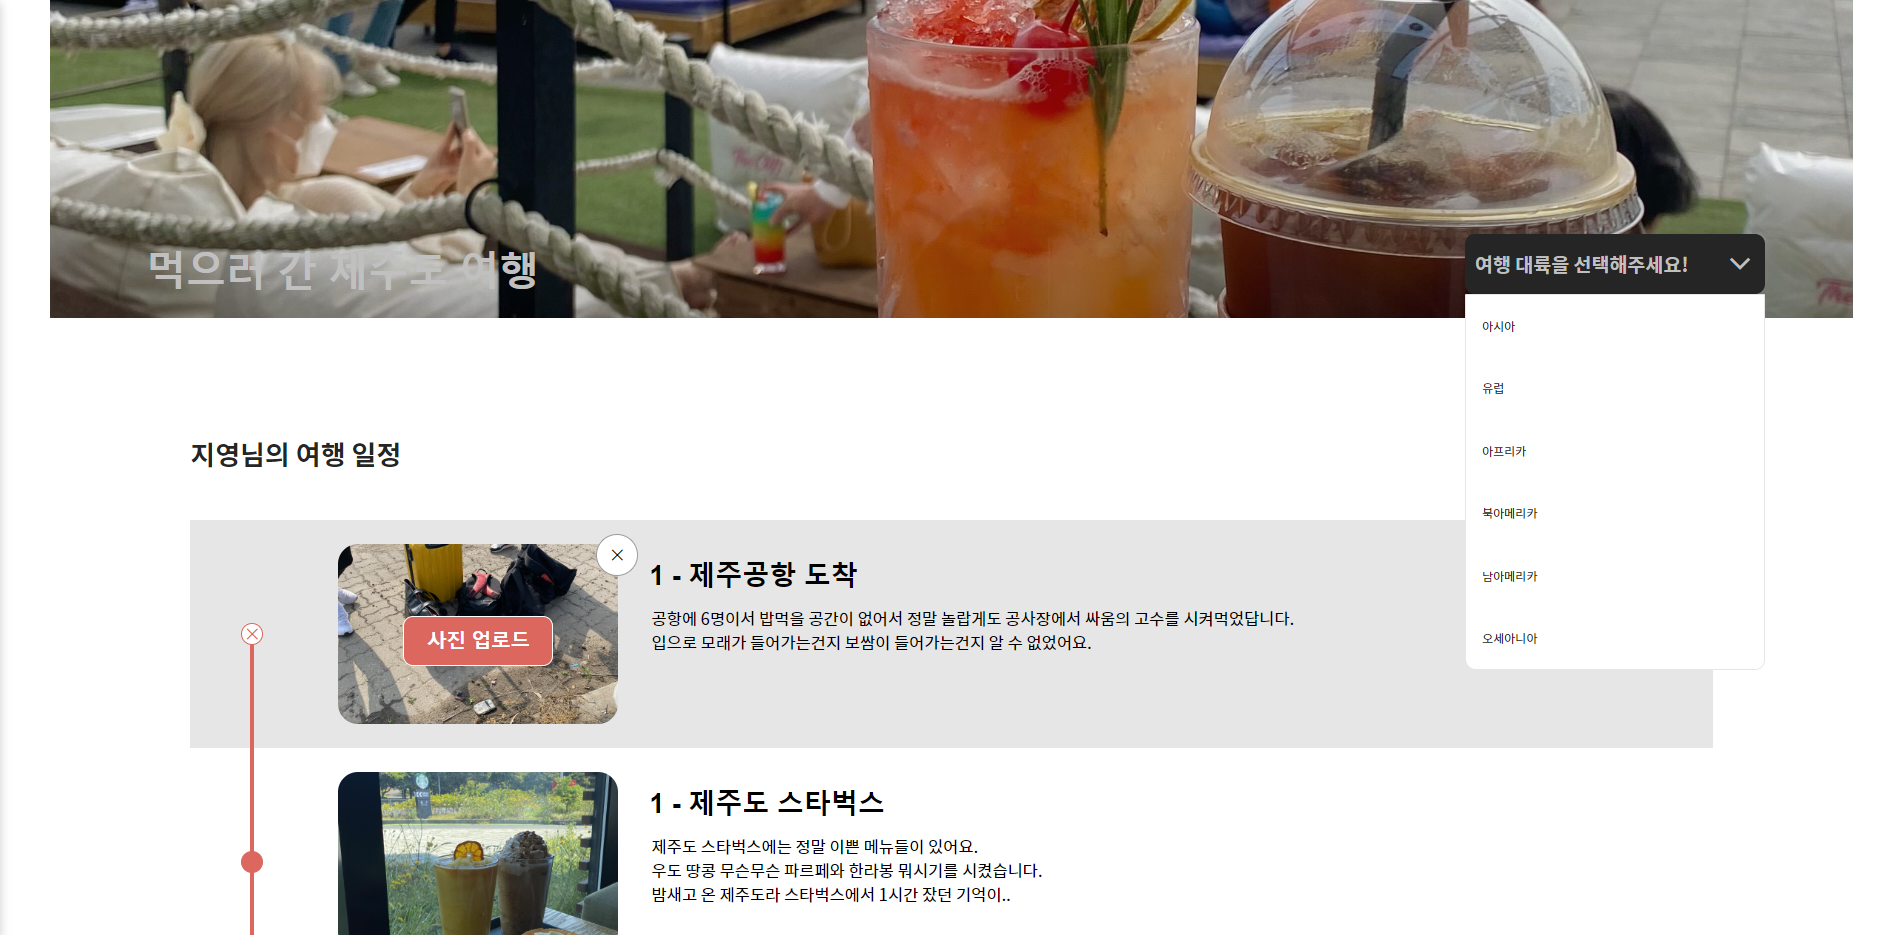 먹으러 간 제주도 여행
여행 대륙을 선택해주세요!
아시아
유럽
아프리카
북아메리카
남아메리카
오세아니아
지영님의 여행 일정
사진 업로드
1 - 제주공항 도착
공항에 6명이서 밥먹을 공간이 없어서 정말 놀랍게도 공사장에서 싸움의 고수를 시켜먹었답니다.
입으로 모래가 들어가는건지 보쌈이 들어가는건지 알 수 없었어요.
1 - 제주도 스타벅스
제주도 스타벅스에는 정말 이쁜 메뉴들이 있어요.
우도 땅콩 무슨무슨 파르페와 한라봉 뭐시기를 시켰습니다.
밤새고 온 제주도라 스타벅스에서 1시간 잤던 기억이..